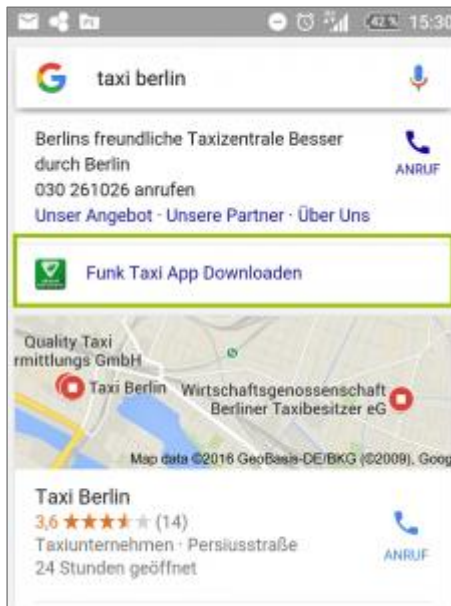 42% 15:30
taxi berlin
Berlins freundliche Taxizentrale Besser
durch Berlin
030 261026 anrufen
ANRUF
Unser Angebot · Unsere Partner · Über Uns
Funk Taxi App Downloaden
Quality Taxi
rmittlungs GmbH
Taxi Berlin
Wirtschaftsgenossenschaft
Berliner Taxibesitzer eG
Map data ©2016 GeoBasis-DE/BKG (©2009), Goog
Taxi Berlin
3,6 (14)
Taxiunternehmen · Persiusstraße
24 Stunden geöffnet
ANRUF